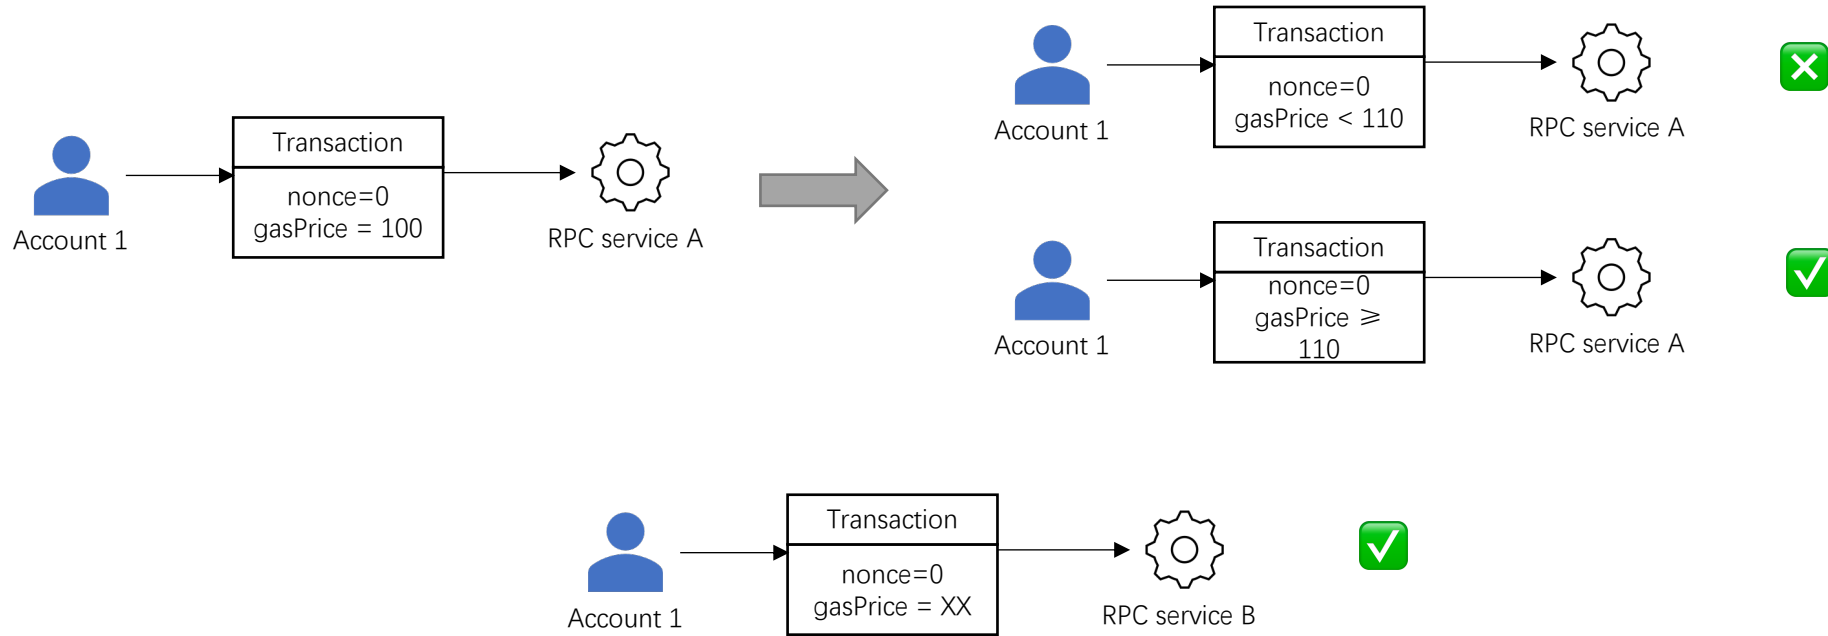 Transaction
nonce=0
gasPrice = 100
Account 1
RPC service A
Transaction
nonce=0
gasPrice < 110
Account 1
RPC service A
Transaction
nonce=0
gasPrice ⩾
110
Account 1
RPC service A
Transaction
nonce=0
gasPrice = XX
Account 1
RPC service B